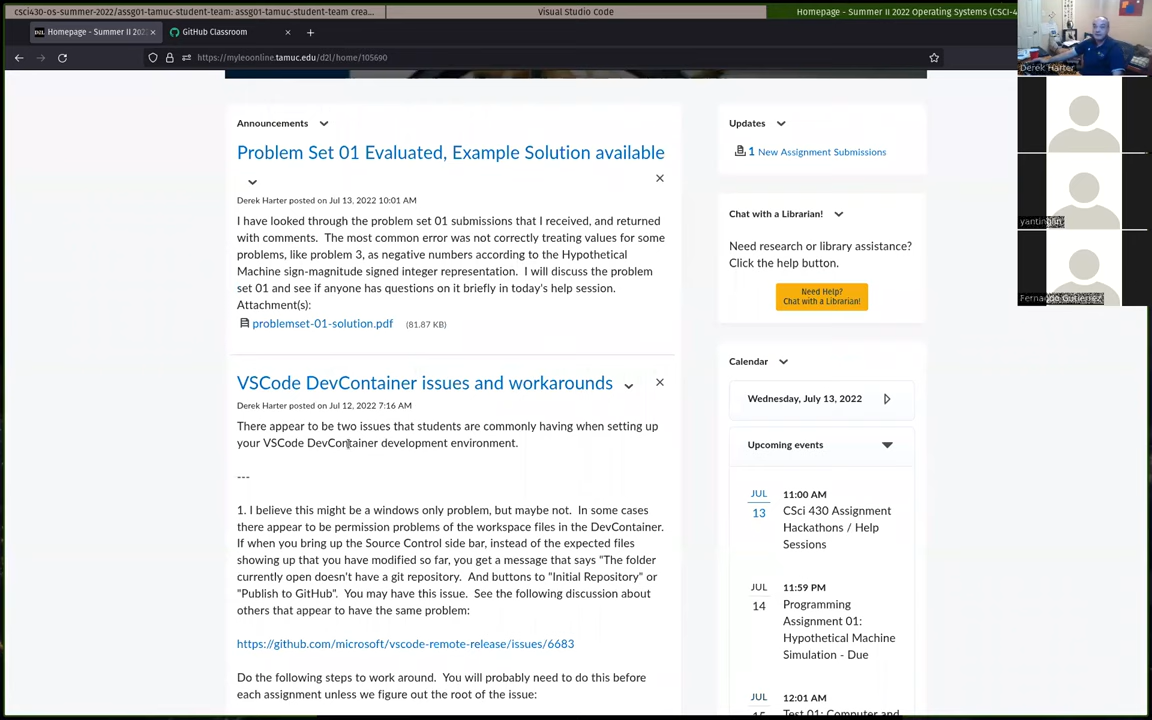 csci430-os-summer-2022/assg01-tamuc-student-team: assg01-tamuc-student-team crea...
Visual Studio Code
Homepage - Summer II 2022 Operating Systems (CSCI-4
Homepage - Summer II 202
GitHub Classroom
https://myleoonline.tamuc.edu/d2l/home/105690
Derek Harter
yanting
Fernando Gutierrez
Announcements
Problem Set 01 Evaluated, Example Solution available
Derek Harter posted on Jul 13, 2022 10:01 AM
I have looked through the problem set 01 submissions that I received, and returned
with comments. The most common error was not correctly treating values for some
problems, like problem 3, as negative numbers according to the Hypothetical
Machine sign-magnitude signed integer representation. I will discuss the problem
set 01 and see if anyone has questions on it briefly in today's help session.
Attachment(s):
problemset-01-solution.pdf (81.87 KB)
VSCode DevContainer issues and workarounds
Derek Harter posted on Jul 12, 2022 7:16 AM
There appear to be two issues that students are commonly having when setting up
your VSCode DevContainer development environment.
---
1. I believe this might be a windows only problem, but maybe not. In some cases
there appear to be permission problems of the workspace files in the DevContainer.
If when you bring up the Source Control side bar, instead of the expected files
showing up that you have modified so far, you get a message that says "The folder
currently open doesn't have a git repository. And buttons to "Initial Repository" or
"Publish to GitHub". You may have this issue. See the following discussion about
others that appear to have the same problem:
https://github.com/microsoft/vscode-remote-release/issues/6683
Do the following steps to work around. You will probably need to do this before
each assignment unless we figure out the root of the issue:
Updates
1 New Assignment Submissions
Chat with a Librarian!
Need research or library assistance?
Click the help button.
Need Help?
Chat with a Librarian!
Calendar
Wednesday, July 13, 2022
Upcoming events
JUL
13
11:00 AM
CSci 430 Assignment
Hackathons / Help
Sessions
JUL
14
11:59 PM
Programming
Assignment 01:
Hypothetical Machine
Simulation - Due
JUL
15
12:01 AM
Test 01: Computer and